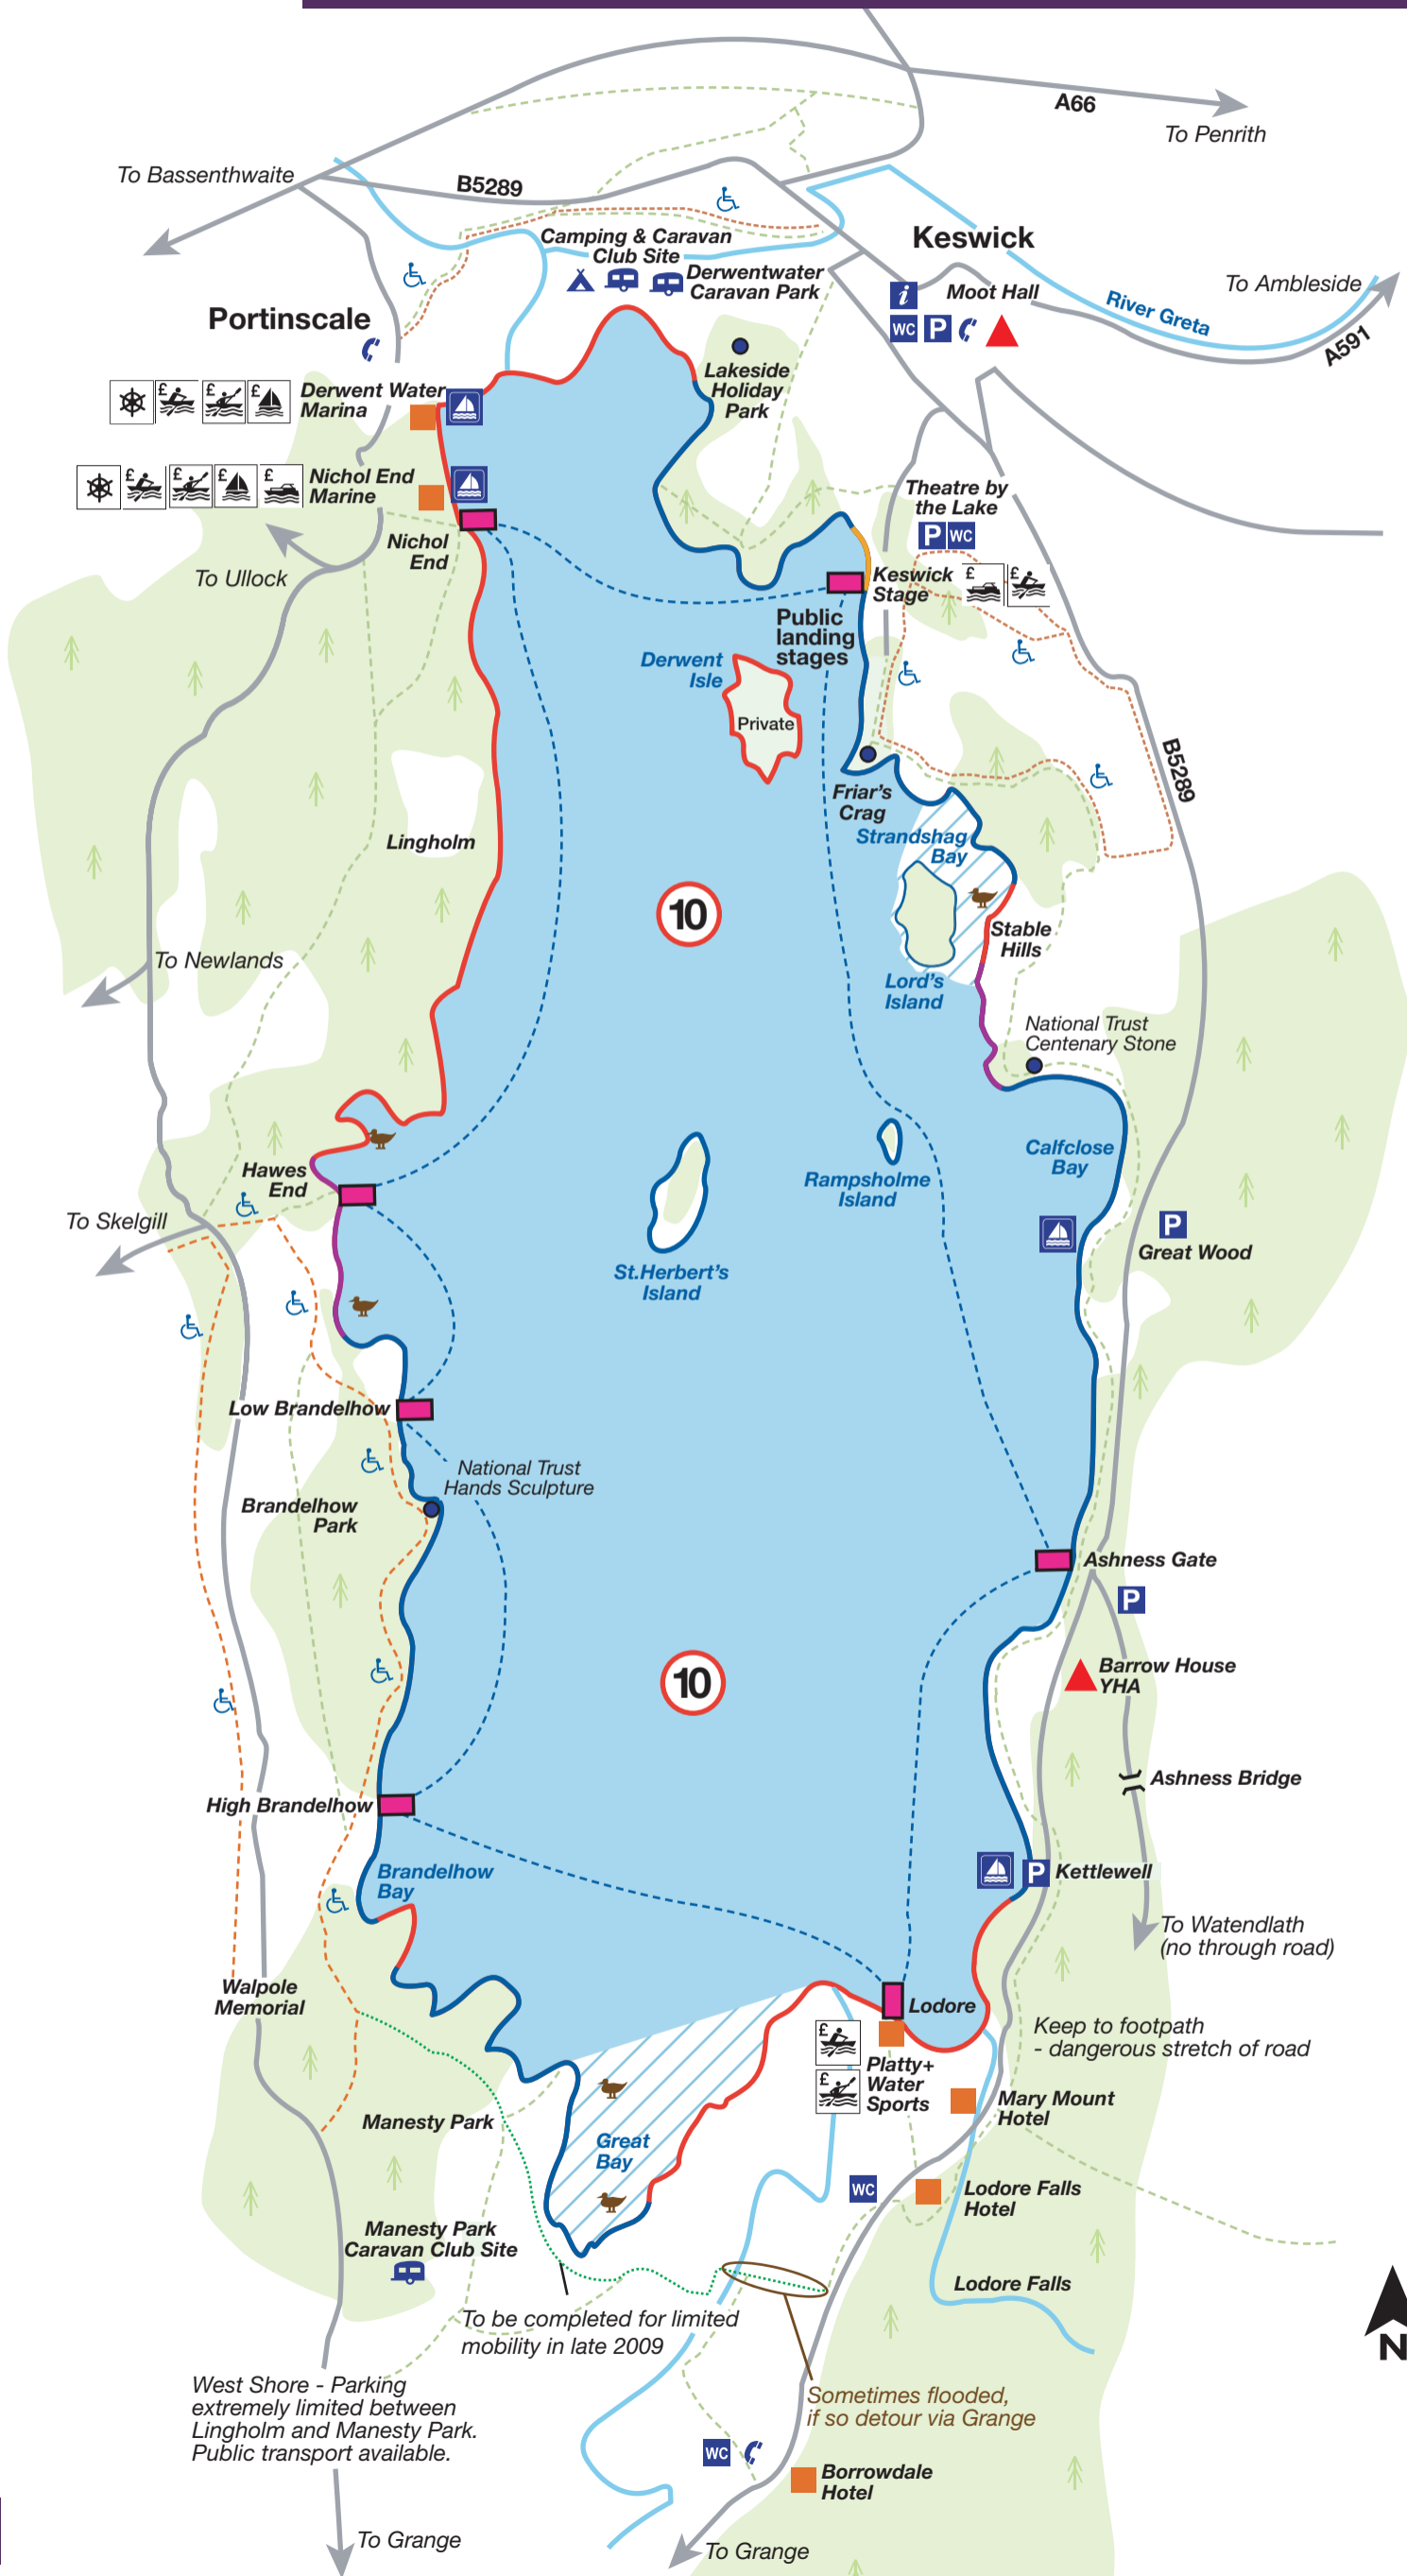 A66
To Penrith
To Bassenthwaite
B5289
Keswick
Camping & Caravan
Club Site
Derwentwater
Caravan Park
To Ambleside
i
Moot Hall
River Greta
A591
WC
P
Portinscale
Lakeside
Holiday
Park
£
£
£
Derwent Water
Marina
£
£
£
£
Nichol End
Marine
Nichol
End
To Ullock
Theatre by
the Lake
P
WC
Keswick
Stage
£
£
Public
landing
stages
Derwent
Isle
Private
B5289
Friar's
Crag
Strandshag
Bay
Lingholm
10
Stable
Hills
To Newlands
Lord's
Island
National Trust
Centenary Stone
Calfclose
Bay
Hawes
End
Rampsholme
Island
To Skelgill
P
Great Wood
St.Herbert's
Island
Low Brandelhow
National Trust
Hands Sculpture
Brandelhow
Park
Ashness Gate
P
10
Barrow House
YHA
Ashness Bridge
High Brandelhow
Brandelhow
Bay
P
Kettlewell
To Watendlath
(no through road)
Walpole
Memorial
Lodore
Keep to footpath
- dangerous stretch of road
£
£
Platty+
Water
Sports
Mary Mount
Hotel
Manesty Park
Great
Bay
WC
Lodore Falls
Hotel
Manesty Park
Caravan Club Site
Lodore Falls
To be completed for limited
mobility in late 2009
N
West Shore - Parking
extremely limited between
Lingholm and Manesty Park.
Public transport available.
Sometimes flooded,
if so detour via Grange
WC
Borrowdale
Hotel
To Grange
To Grange